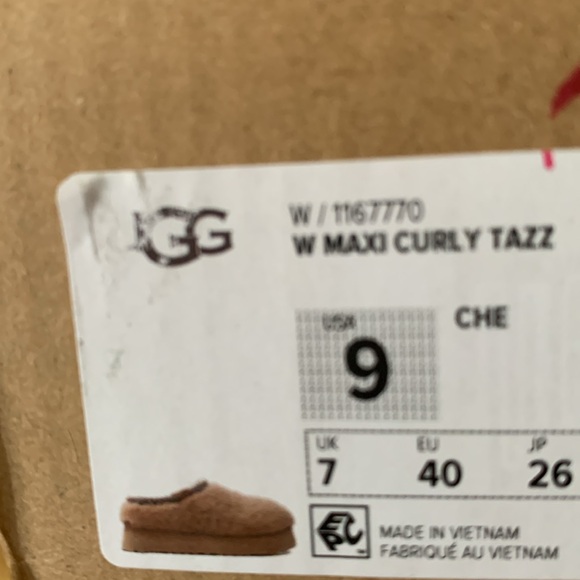 UGG
W / 1167770
W MAXI CURLY TAZZ
USA
CHE
9
UK EU JP
7 40 26
MADE IN VIETNAM
FABRIQUÉ AU VIETNAM